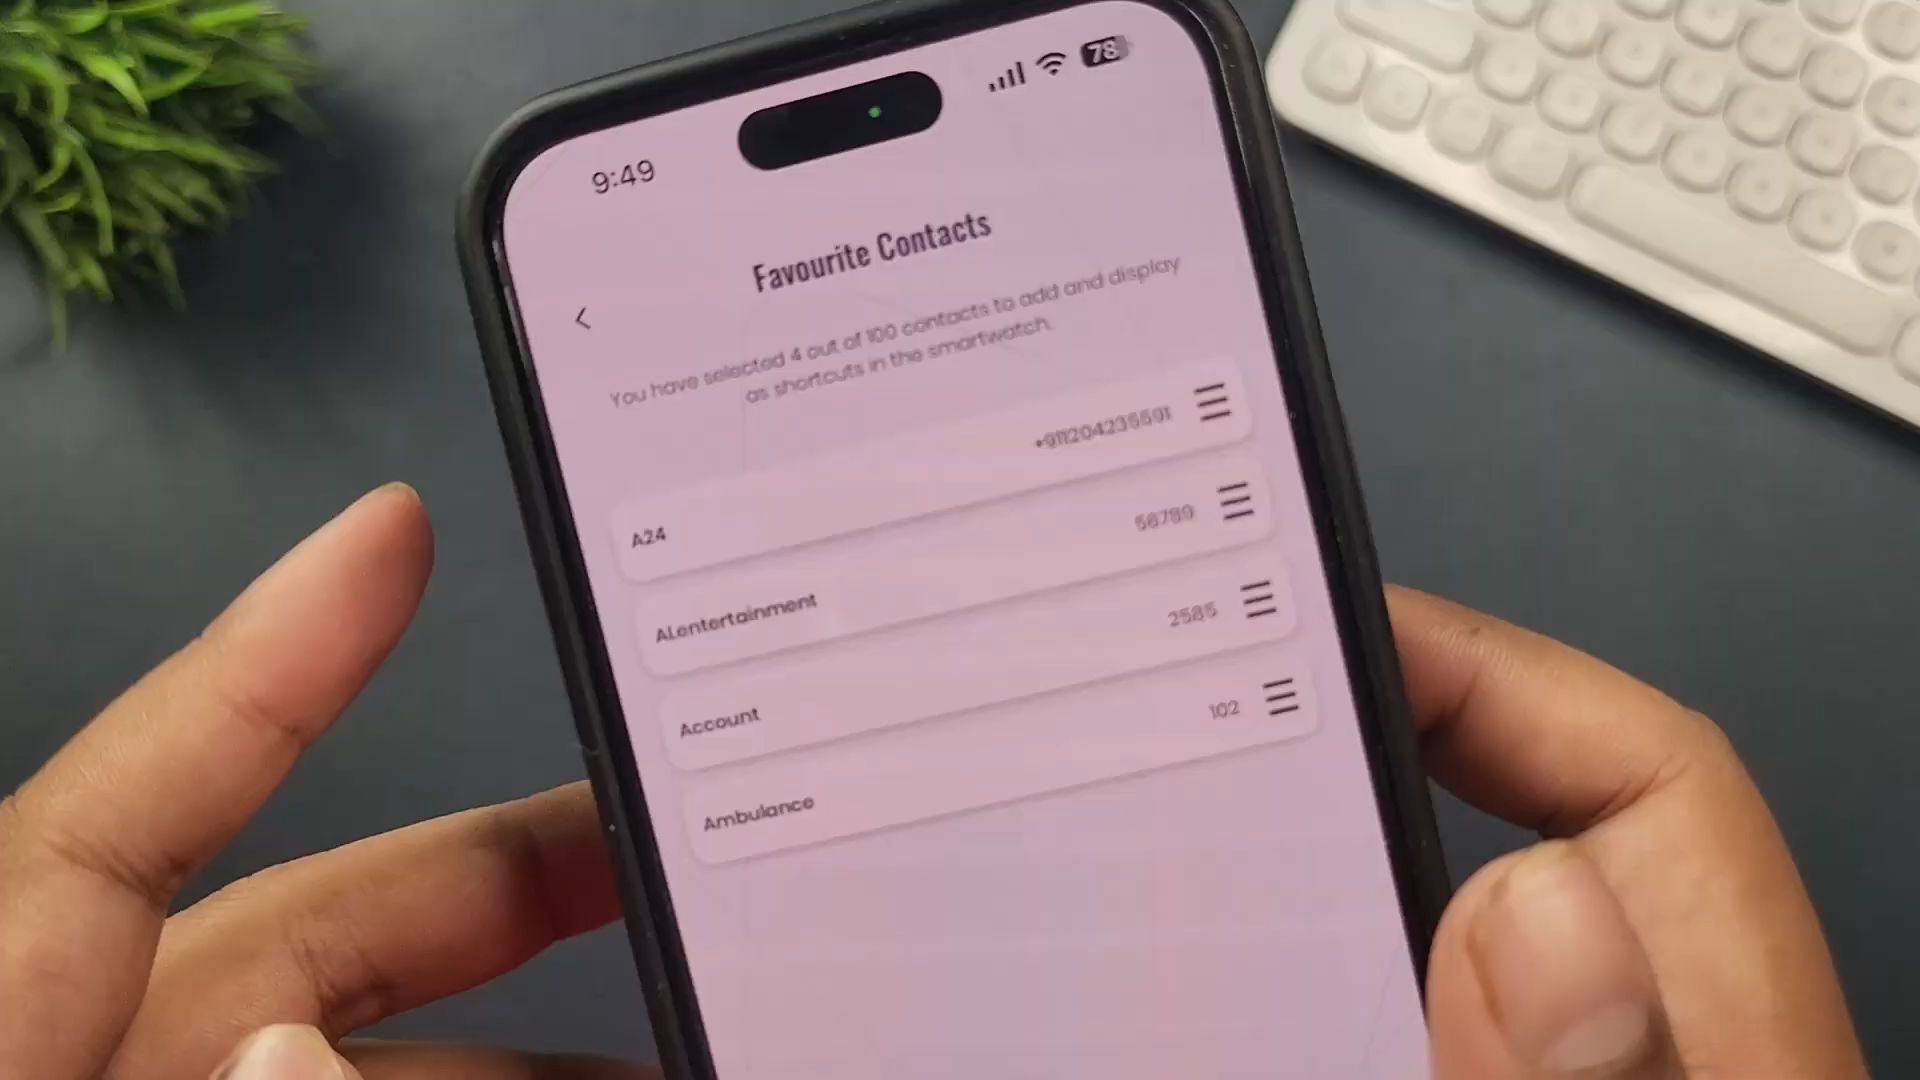 9:49
78
Favourite Contacts
You have selected 4 out of 100 contacts to add and display
as shortcuts in the smartwatch.
A24 +911204235591
ALentertainment 56789
Account 2585
Ambulance 102